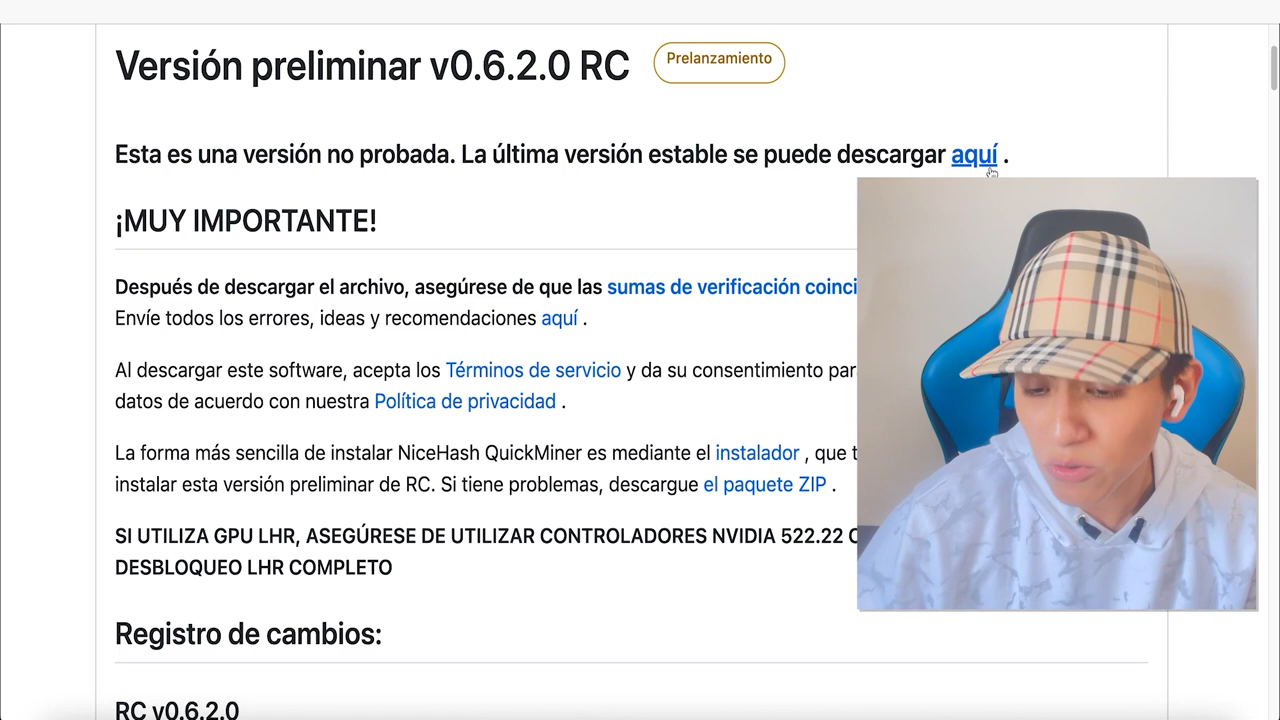 Versión preliminar v0.6.2.0 RC Prelanzamiento
Esta es una versión no probada. La última versión estable se puede descargar aquí .
¡MUY IMPORTANTE!
Después de descargar el archivo, asegúrese de que las sumas de verificación coinci
Envíe todos los errores, ideas y recomendaciones aquí .
Al descargar este software, acepta los Términos de servicio y da su consentimiento par
datos de acuerdo con nuestra Política de privacidad .
La forma más sencilla de instalar NiceHash QuickMiner es mediante el instalador , que t
instalar esta versión preliminar de RC. Si tiene problemas, descargue el paquete ZIP .
SI UTILIZA GPU LHR, ASEGÚRESE DE UTILIZAR CONTROLADORES NVIDIA 522.22
DESBLOQUEO LHR COMPLETO
Registro de cambios:
RC v0.6.2.0